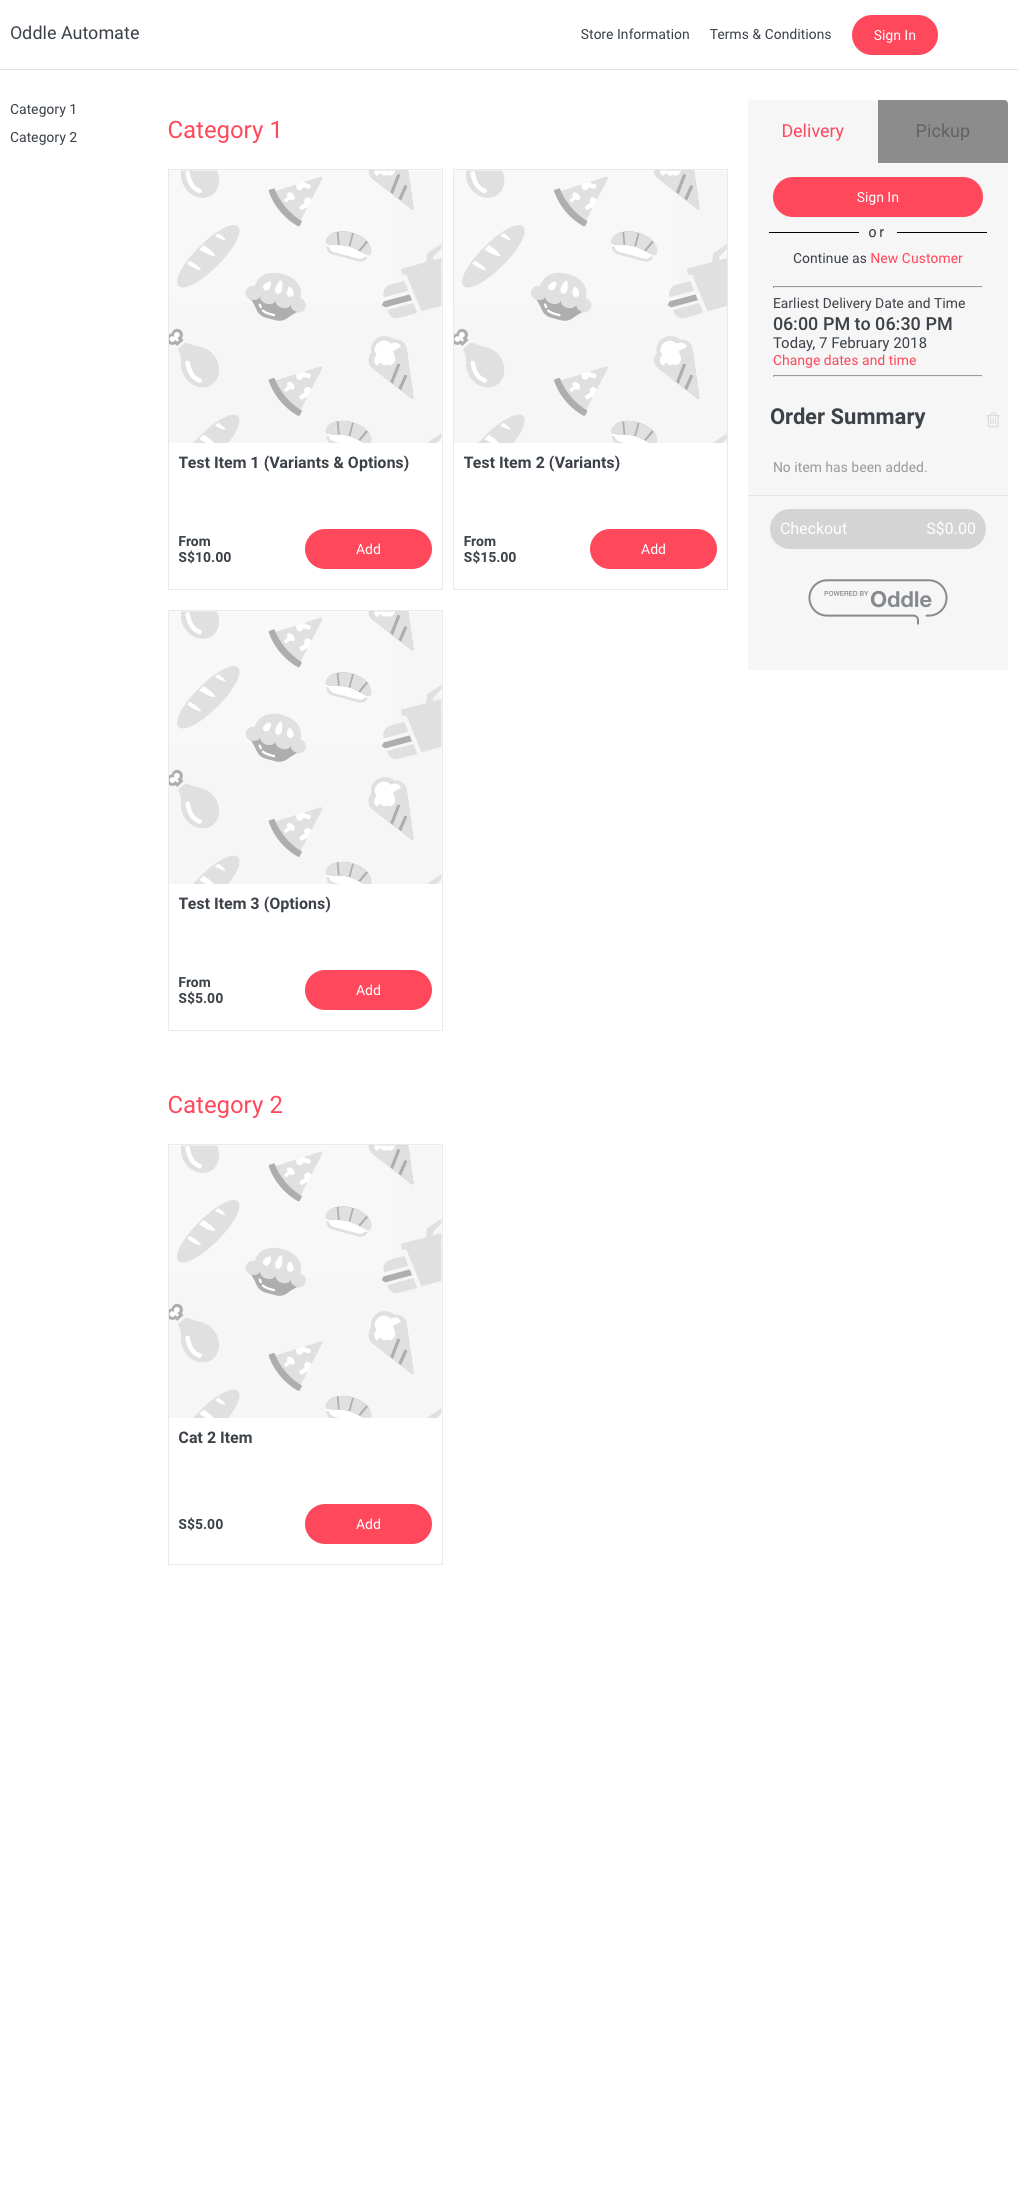 Oddle Automate
Store Information
Terms & Conditions
Sign In
Category 1
Category 2
Category 1
Test Item 1 (Variants & Options)
From
S$10.00
Add
Test Item 2 (Variants)
From
S$15.00
Add
Test Item 3 (Options)
From
S$5.00
Add
Category 2
Cat 2 Item
S$5.00
Add
Delivery
Pickup
Sign In
or
Continue as New Customer
Earliest Delivery Date and Time
06:00 PM to 06:30 PM
Today, 7 February 2018
Change dates and time
Order Summary
No item has been added.
Checkout S$0.00
POWERED BY Oddle